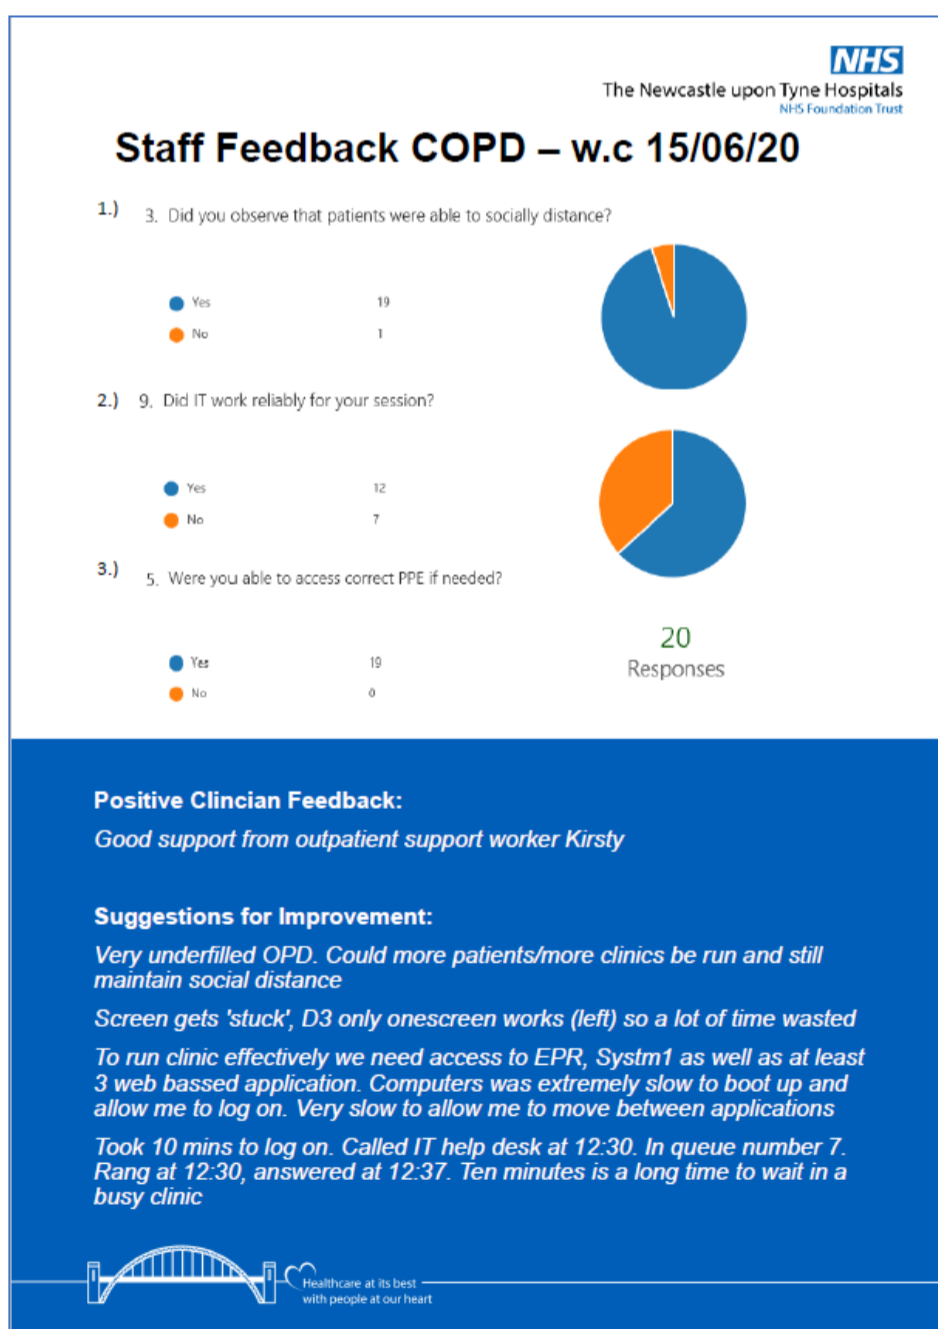 NHS
The Newcastle upon Tyne Hospitals
NHS Foundation Trust
Staff Feedback COPD – w.c 15/06/20
1.) 3. Did you observe that patients were able to socially distance?
Yes 19
No 1
2.) 9. Did IT work reliably for your session?
Yes 12
No 7
3.) 5. Were you able to access correct PPE if needed?
Yes 19
No 0
20
Responses
Positive Clincian Feedback:
Good support from outpatient support worker Kirsty
Suggestions for Improvement:
Very underfilled OPD. Could more patients/more clinics be run and still
maintain social distance
Screen gets 'stuck', D3 only onescreen works (left) so a lot of time wasted
To run clinic effectively we need access to EPR, Systm1 as well as at least
3 web bassed application. Computers was extremely slow to boot up and
allow me to log on. Very slow to allow me to move between applications
Took 10 mins to log on. Called IT help desk at 12:30. In queue number 7.
Rang at 12:30, answered at 12:37. Ten minutes is a long time to wait in a
busy clinic
Healthcare at its best
with people at our heart